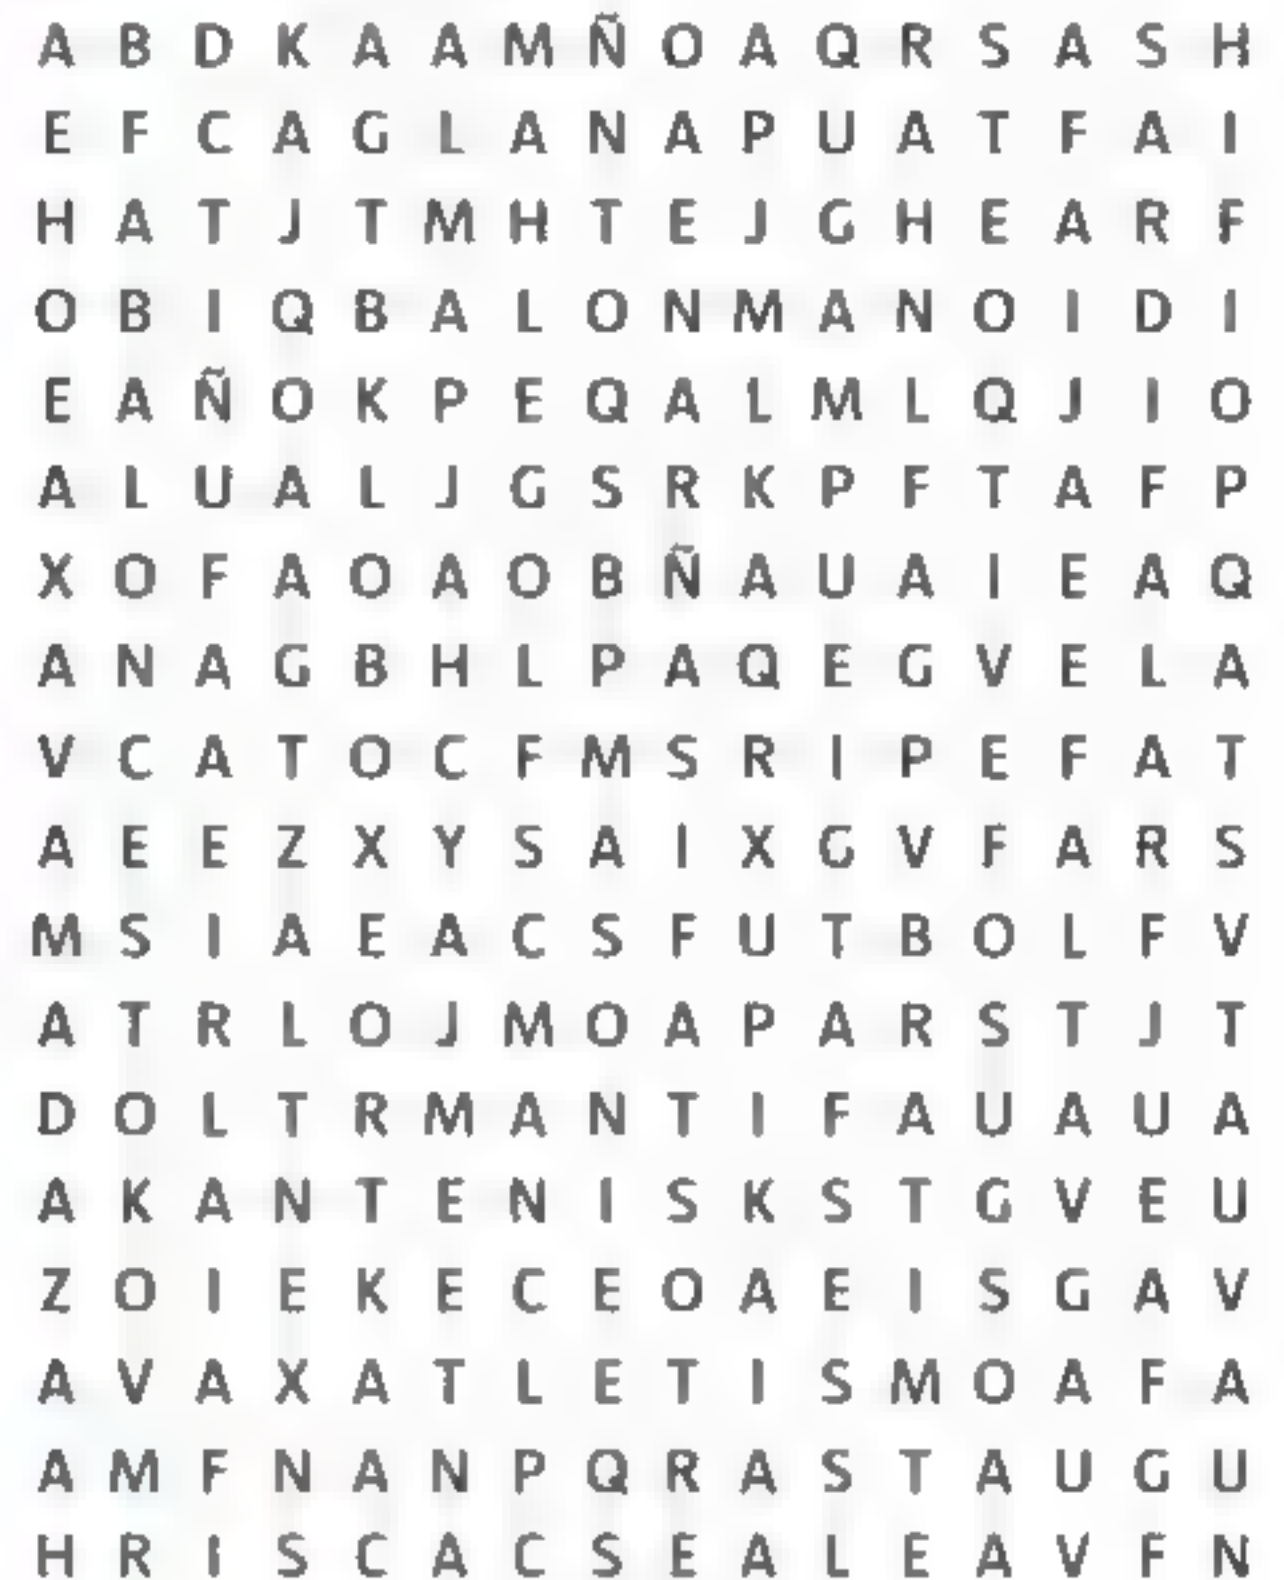 A B D K A A M Ñ O A Q R S A S H
E F C A G L A N A P U A T F A I
H A T J T M H T E J G H E A R F
O B I Q B A L O N M A N O I D I
E A Ñ O K P E Q A L M L Q J I O
A L U A L J G S R K P F T A F P
X O F A O A O B Ñ A U A I E A Q
A N A G B H L P A Q E G V E L A
V C A T O C F M S R I P E F A T
A E E Z X Y S A I X G V F A R S
M S I A E A C S F U T B O L F V
A T R L O J M O A P A R S T J T
D O L T R M A N T I F A U A U A
A K A N T E N I S K S T G V E U
Z O I E K E C E O A E I S G A V
A V A X A T L E T I S M O A F A
A M F N A N P Q R A S T A U G U
H R I S C A C S E A L E A V F N